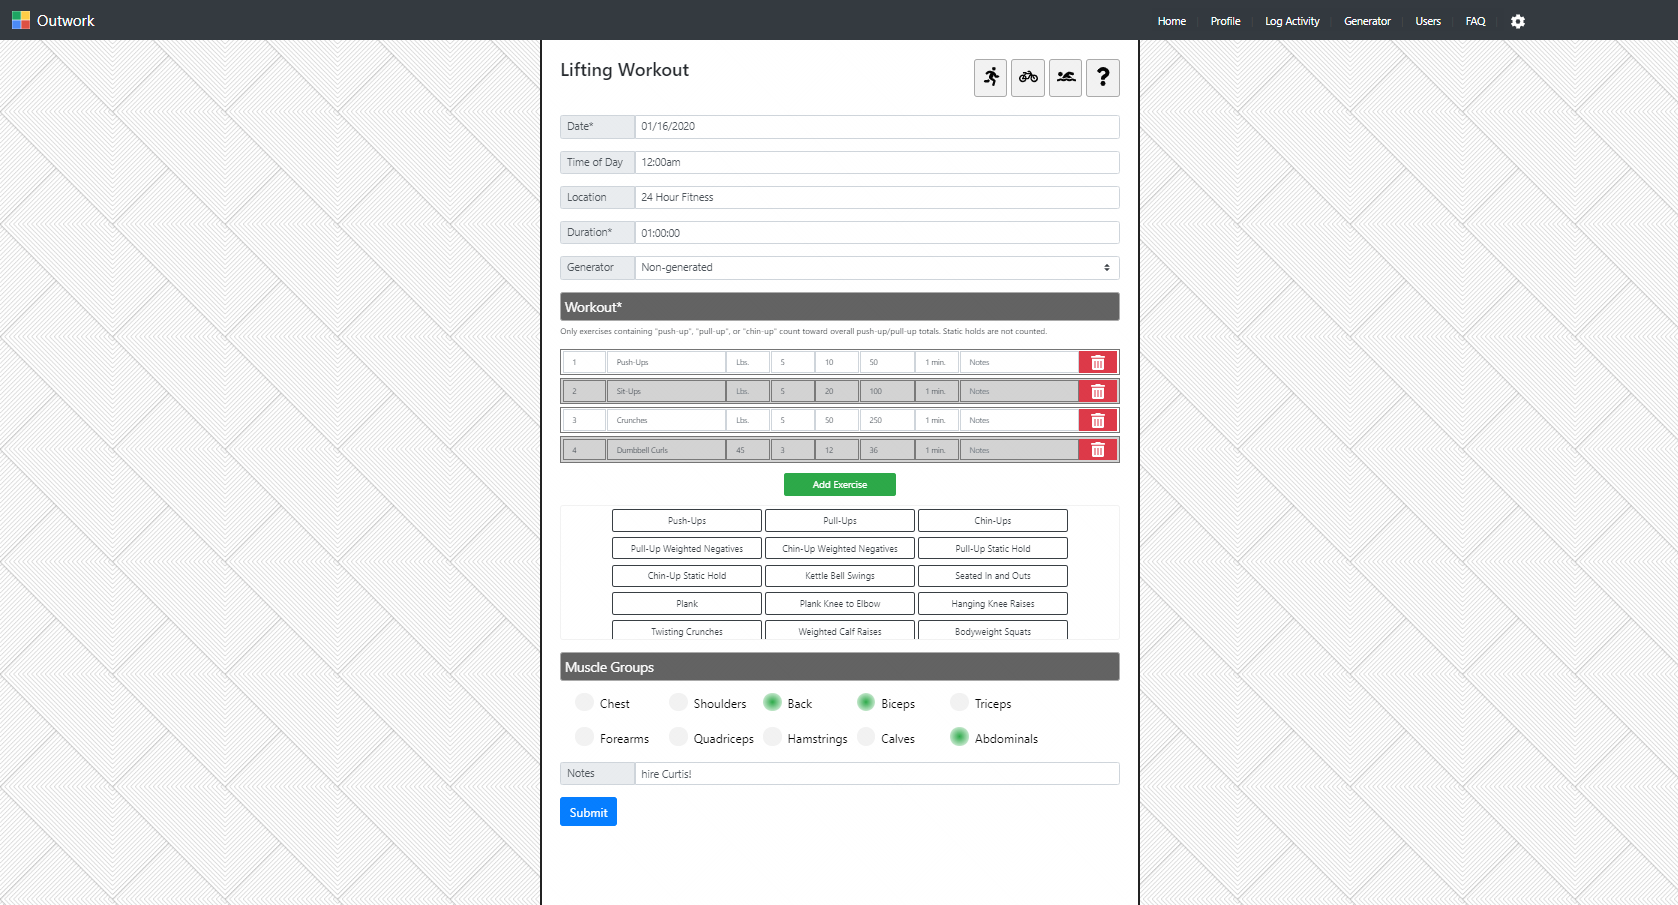 Outwork
Home Profile Log Activity Generator Users FAQ
Lifting Workout
Date* 01/16/2020
Time of Day 12:00am
Location 24 Hour Fitness
Duration* 01:00:00
Generator Non-generated
Workout*
Only exercises containing "push-up", "pull-up", or "chin-up" count toward overall push-up/pull-up totals. Static holds are not counted.
1 Push-Ups Lbs. 5 10 50 1 min. Notes
2 Sit-Ups Lbs. 5 20 100 1 min. Notes
3 Crunches Lbs. 5 50 250 1 min. Notes
4 Dumbbell Curls 45 3 12 36 1 min. Notes
Add Exercise
Push-Ups Pull-Ups Chin-Ups
Pull-Up Weighted Negatives Chin-Up Weighted Negatives Pull-Up Static Hold
Chin-Up Static Hold Kettle Bell Swings Seated In and Outs
Plank Plank Knee to Elbow Hanging Knee Raises
Twisting Crunches Weighted Calf Raises Bodyweight Squats
Muscle Groups
Chest Shoulders Back Biceps Triceps
Forearms Quadriceps Hamstrings Calves Abdominals
Notes hire Curtis!
Submit